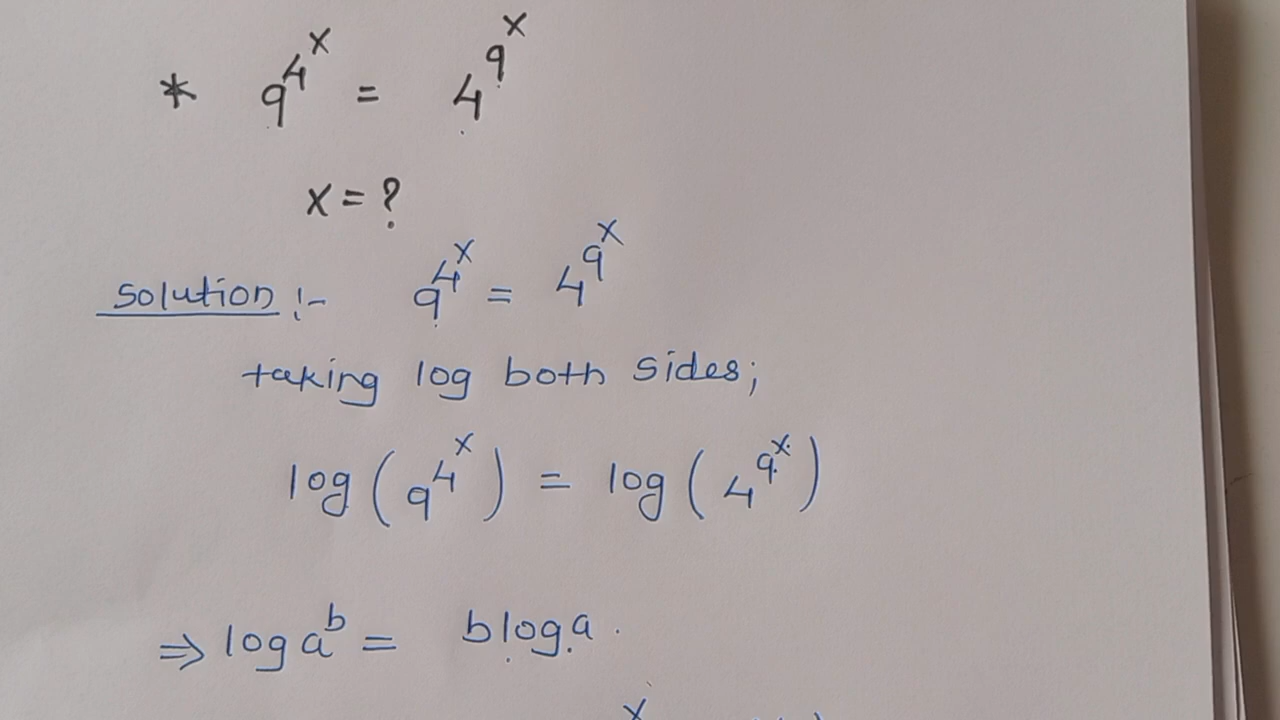 * 9^4^x = 4^9^x
x = ?
Solution :- 9^4^x = 4^9^x
taking log both sides;
log (9^4^x) = log (4^9^x)
⇒ log a^b = b log a.
x